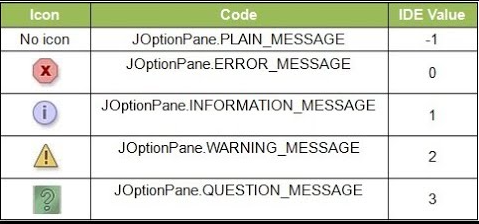 Icon Code IDE Value
No icon JOptionPane.PLAIN_MESSAGE -1
X JOptionPane.ERROR_MESSAGE 0
i JOptionPane.INFORMATION_MESSAGE 1
! JOptionPane.WARNING_MESSAGE 2
? JOptionPane.QUESTION_MESSAGE 3